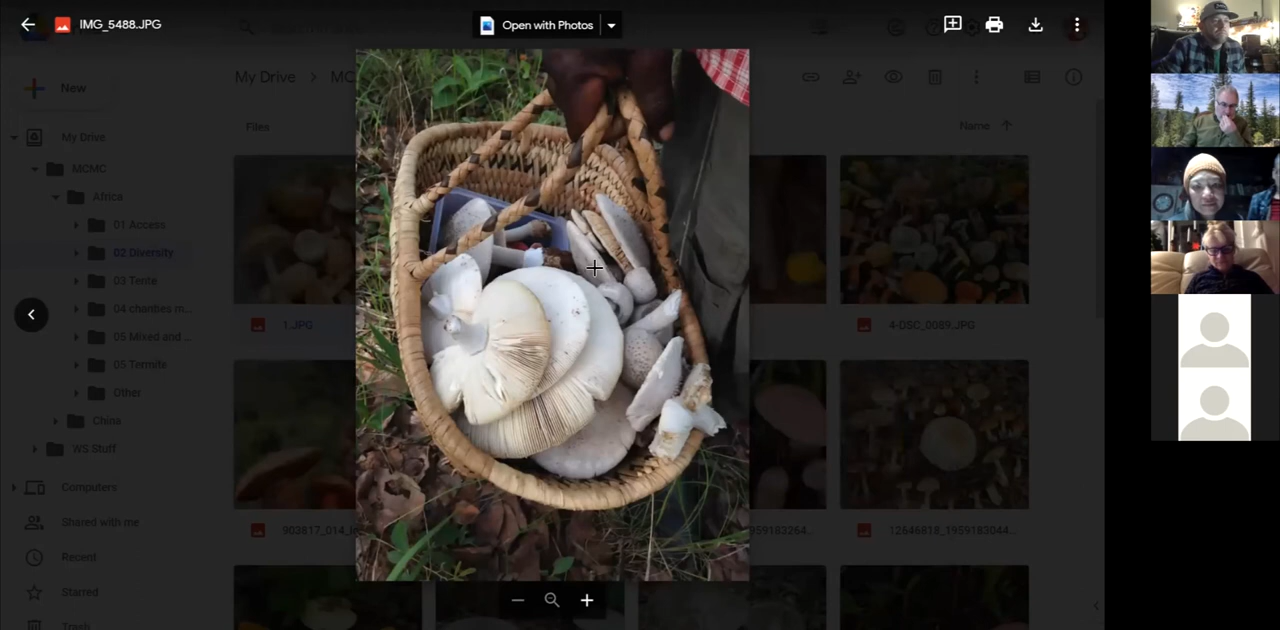 IMG_5488.JPG
Open with Photos
My Drive
MC
New
Files
Name
My Drive
MCMC
Africa
01 Access
02 Diversity
03 Tente
04 chanties m...
05 Mixed and ...
05 Termite
Other
China
WS Stuff
Computers
Shared with me
Recent
Starred
Trash
1.JPG
4-DSC_0089.JPG
903817_014_
959183264...
12646818_1959183044...